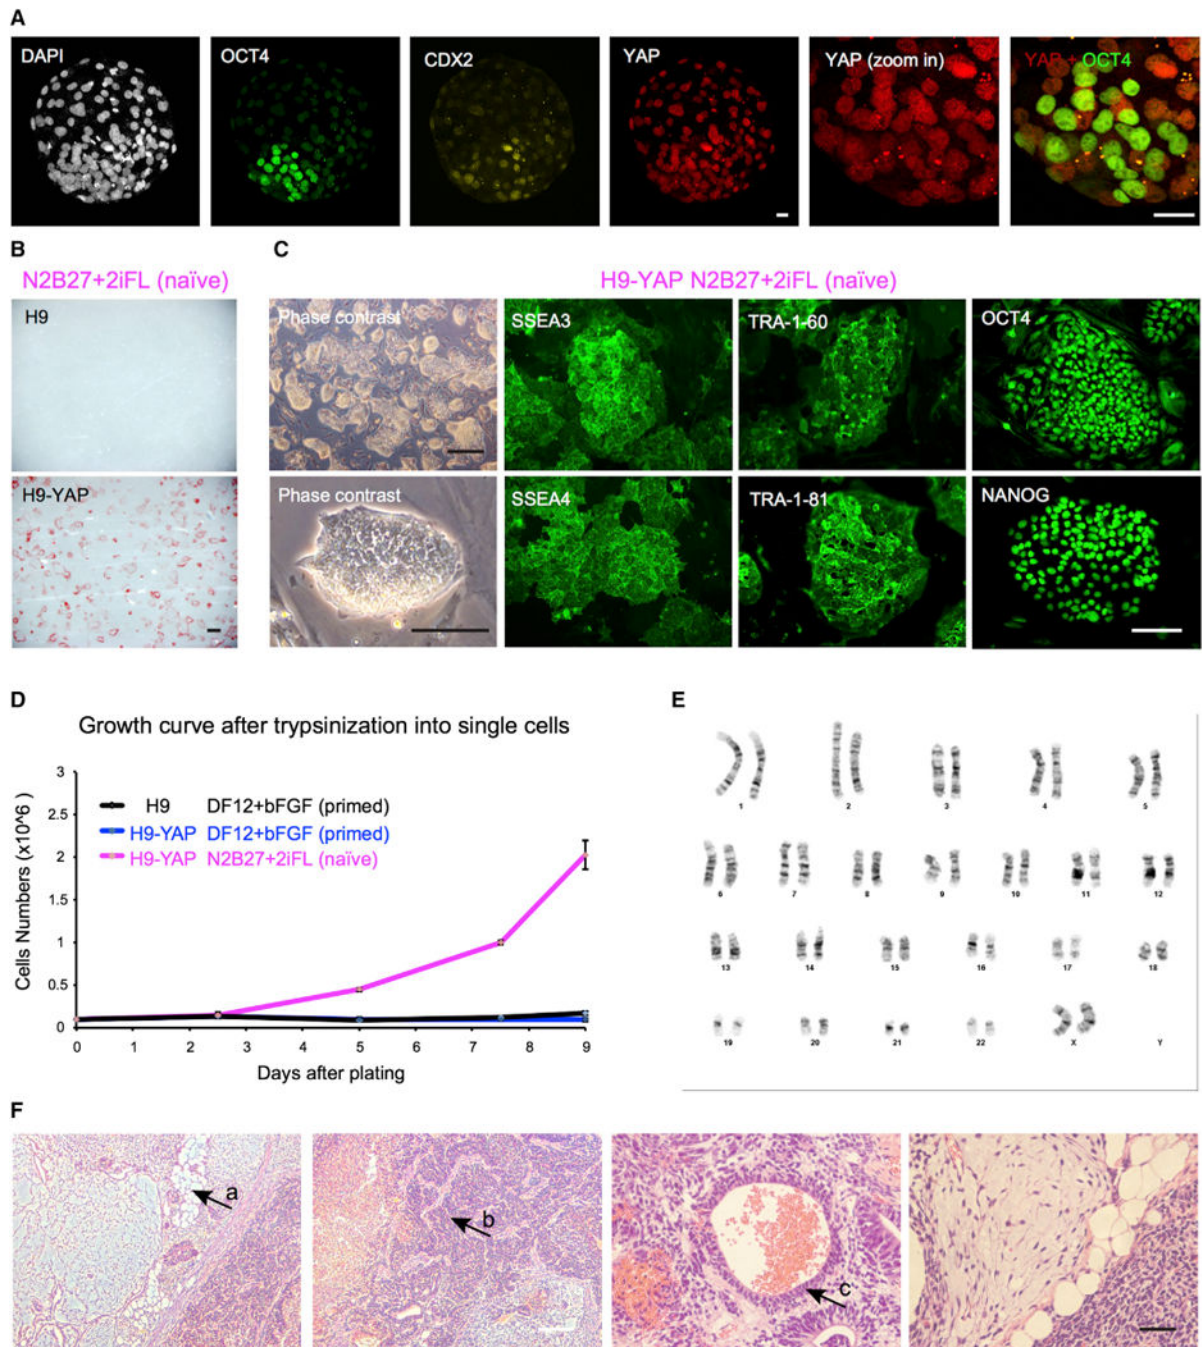 A
DAPI
OCT4
CDX2
YAP
YAP (zoom in)
YAP + OCT4
B
C
N2B27+2iFL (naïve)
H9-YAP N2B27+2iFL (naïve)
H9
Phase contrast
SSEA3
TRA-1-60
OCT4
H9-YAP
Phase contrast
SSEA4
TRA-1-81
NANOG
D
E
Growth curve after trypsinization into single cells
Cells Numbers (x10^6 )
3
2.5
2
1.5
1
0.5
0
H9 DF12+bFGF (primed)
H9-YAP DF12+bFGF (primed)
H9-YAP N2B27+2iFL (naïve)
0 1 2 3 4 5 6 7 8 9
Days after plating
1 2 3 4 5
6 7 8 9 10 11 12
13 14 15 16 17 18
19 20 21 22 X Y
F
a
b
c